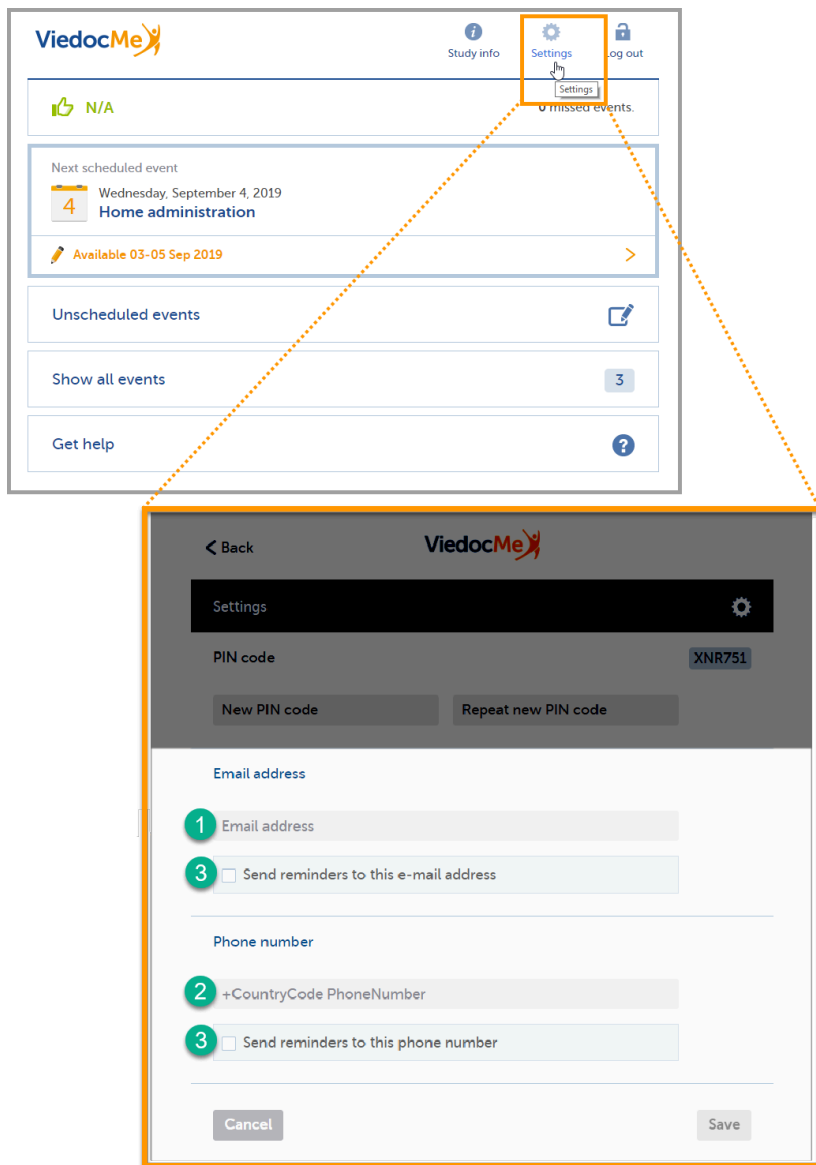 ViedocMe
Study info
Settings
Log out
Settings
N/A
0 missed events.
Next scheduled event
4
Wednesday, September 4, 2019
Home administration
Available 03-05 Sep 2019
Unscheduled events
Show all events
3
Get help
?
Back
ViedocMe
Settings
PIN code
XNR751
New PIN code
Repeat new PIN code
Email address
1
Email address
3
Send reminders to this e-mail address
Phone number
2
+CountryCode PhoneNumber
3
Send reminders to this phone number
Cancel
Save